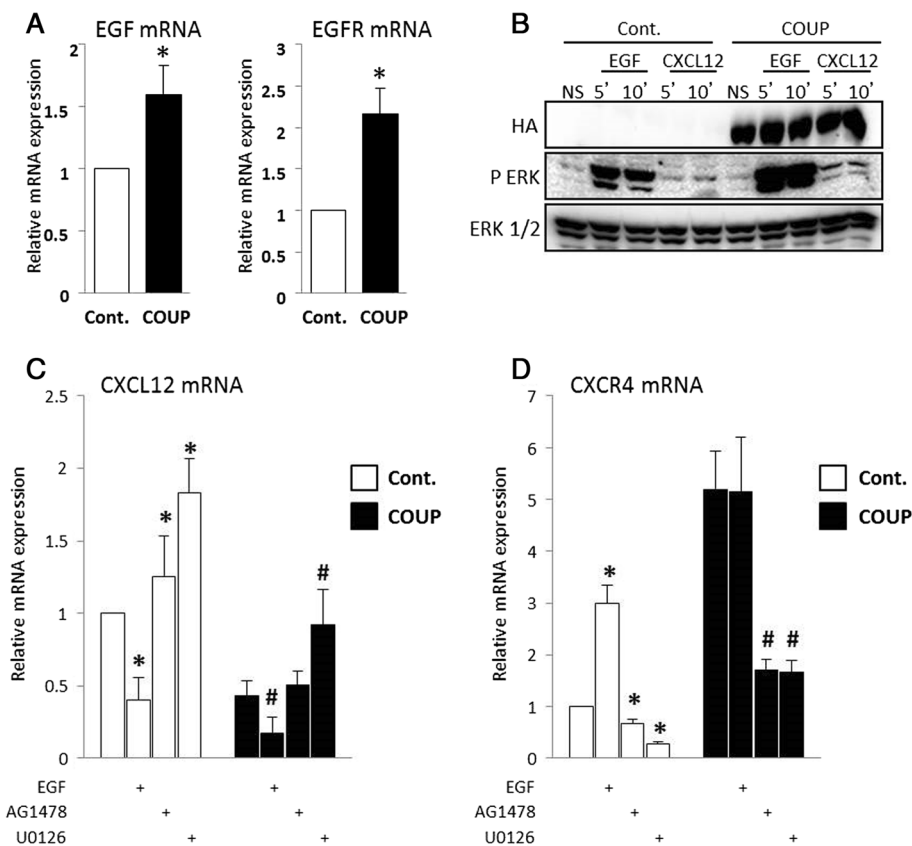 A
EGF mRNA
Relative mRNA expression
2
1.5
1
0.5
0
*
Cont. COUP
EGFR mRNA
Relative mRNA expression
3
2.5
2
1.5
1
0.5
0
*
Cont. COUP
B
Cont. COUP
EGF CXCL12 EGF CXCL12
NS 5' 10' 5' 10' NS 5' 10' 5' 10'
HA
P ERK
ERK 1/2
C
CXCL12 mRNA
Relative mRNA expression
2.5
2
1.5
1
0.5
0
* * * # #
Cont.
COUP
EGF + +
AG1478 + +
U0126 + +
D
CXCR4 mRNA
Relative mRNA expression
7
6
5
4
3
2
1
0
* * * # #
Cont.
COUP
EGF + +
AG1478 + +
U0126 + +